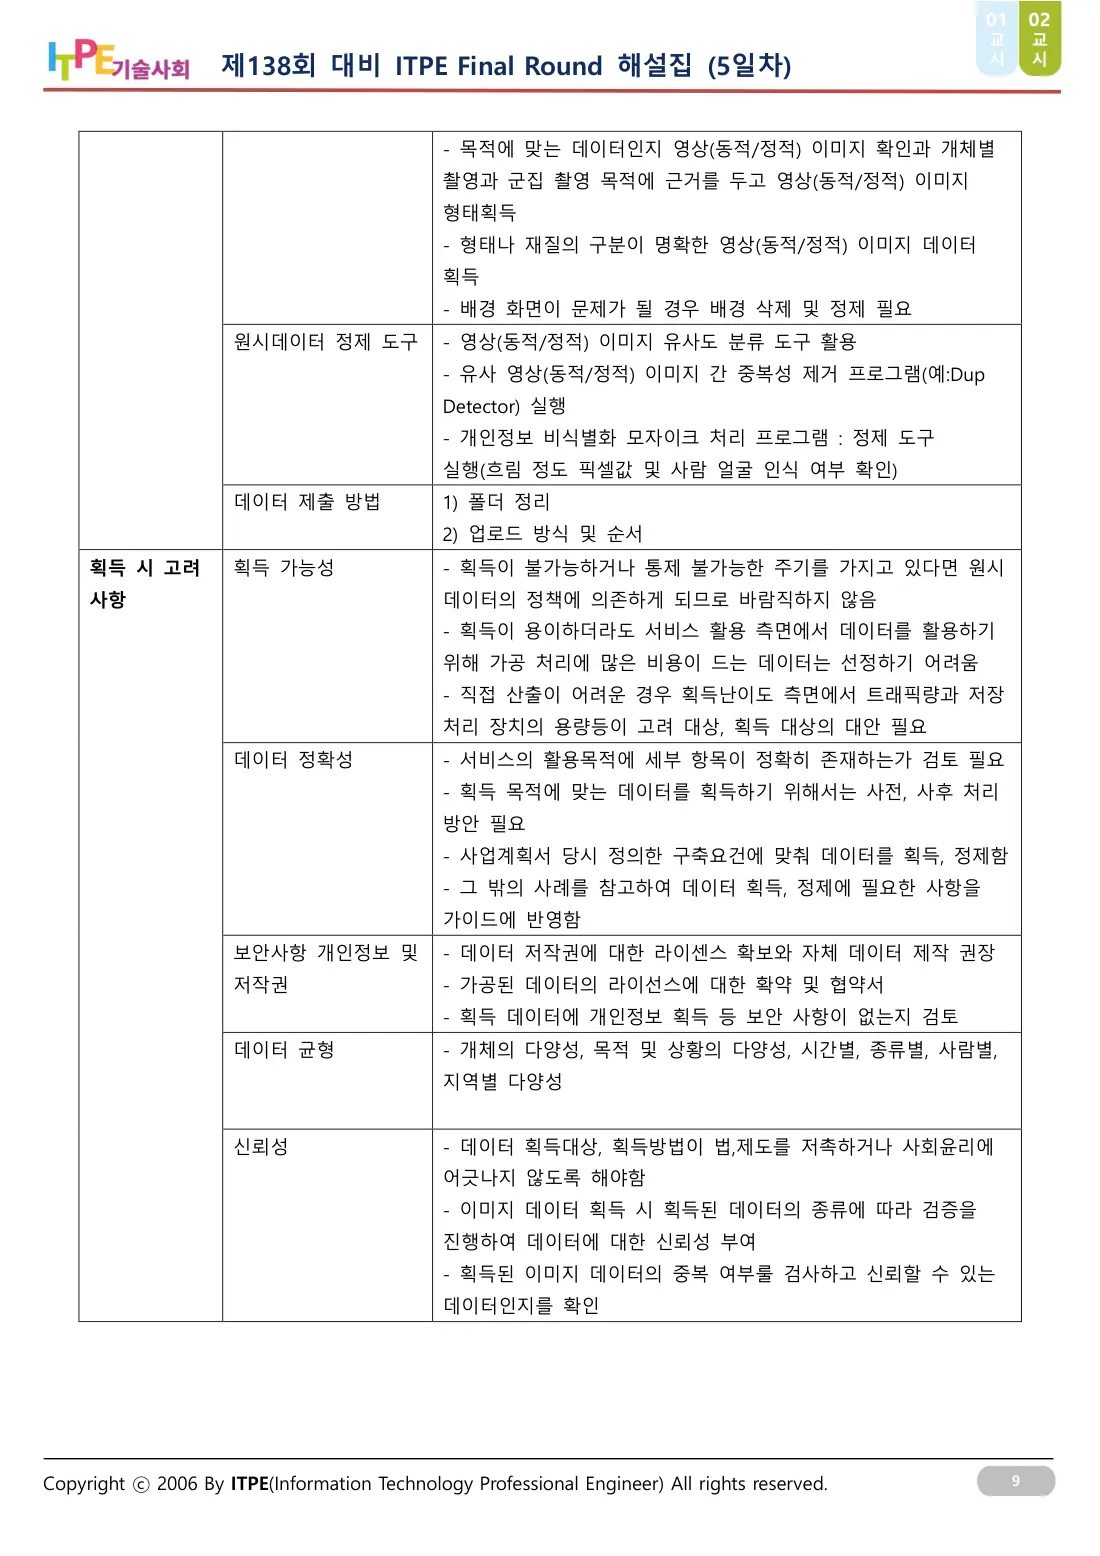 ITPE기술사회 제138회 대비 ITPE Final Round 해설집 (5일차)
01 교 시
02 교 시
- 목적에 맞는 데이터인지 영상(동적/정적) 이미지 확인과 개체별
촬영과 군집 촬영 목적에 근거를 두고 영상(동적/정적) 이미지
형태획득
- 형태나 재질의 구분이 명확한 영상(동적/정적) 이미지 데이터
획득
- 배경 화면이 문제가 될 경우 배경 삭제 및 정제 필요
원시데이터 정제 도구
- 영상(동적/정적) 이미지 유사도 분류 도구 활용
- 유사 영상(동적/정적) 이미지 간 중복성 제거 프로그램(예:Dup
Detector) 실행
- 개인정보 비식별화 모자이크 처리 프로그램 : 정제 도구
실행(흐림 정도 픽셀값 및 사람 얼굴 인식 여부 확인)
데이터 제출 방법
1) 폴더 정리
2) 업로드 방식 및 순서
획득 시 고려
사항
획득 가능성
- 획득이 불가능하거나 통제 불가능한 주기를 가지고 있다면 원시
데이터의 정책에 의존하게 되므로 바람직하지 않음
- 획득이 용이하더라도 서비스 활용 측면에서 데이터를 활용하기
위해 가공 처리에 많은 비용이 드는 데이터는 선정하기 어려움
- 직접 산출이 어려운 경우 획득난이도 측면에서 트래픽량과 저장
처리 장치의 용량등이 고려 대상, 획득 대상의 대안 필요
데이터 정확성
- 서비스의 활용목적에 세부 항목이 정확히 존재하는가 검토 필요
- 획득 목적에 맞는 데이터를 획득하기 위해서는 사전, 사후 처리
방안 필요
- 사업계획서 당시 정의한 구축요건에 맞춰 데이터를 획득, 정제함
- 그 밖의 사례를 참고하여 데이터 획득, 정제에 필요한 사항을
가이드에 반영함
보안사항 개인정보 및
저작권
- 데이터 저작권에 대한 라이센스 확보와 자체 데이터 제작 권장
- 가공된 데이터의 라이선스에 대한 확약 및 협약서
- 획득 데이터에 개인정보 획득 등 보안 사항이 없는지 검토
데이터 균형
- 개체의 다양성, 목적 및 상황의 다양성, 시간별, 종류별, 사람별,
지역별 다양성
신뢰성
- 데이터 획득대상, 획득방법이 법,제도를 저촉하거나 사회윤리에
어긋나지 않도록 해야함
- 이미지 데이터 획득 시 획득된 데이터의 종류에 따라 검증을
진행하여 데이터에 대한 신뢰성 부여
- 획득된 이미지 데이터의 중복 여부를 검사하고 신뢰할 수 있는
데이터인지를 확인
Copyright ⓒ 2006 By ITPE(Information Technology Professional Engineer) All rights reserved.
9